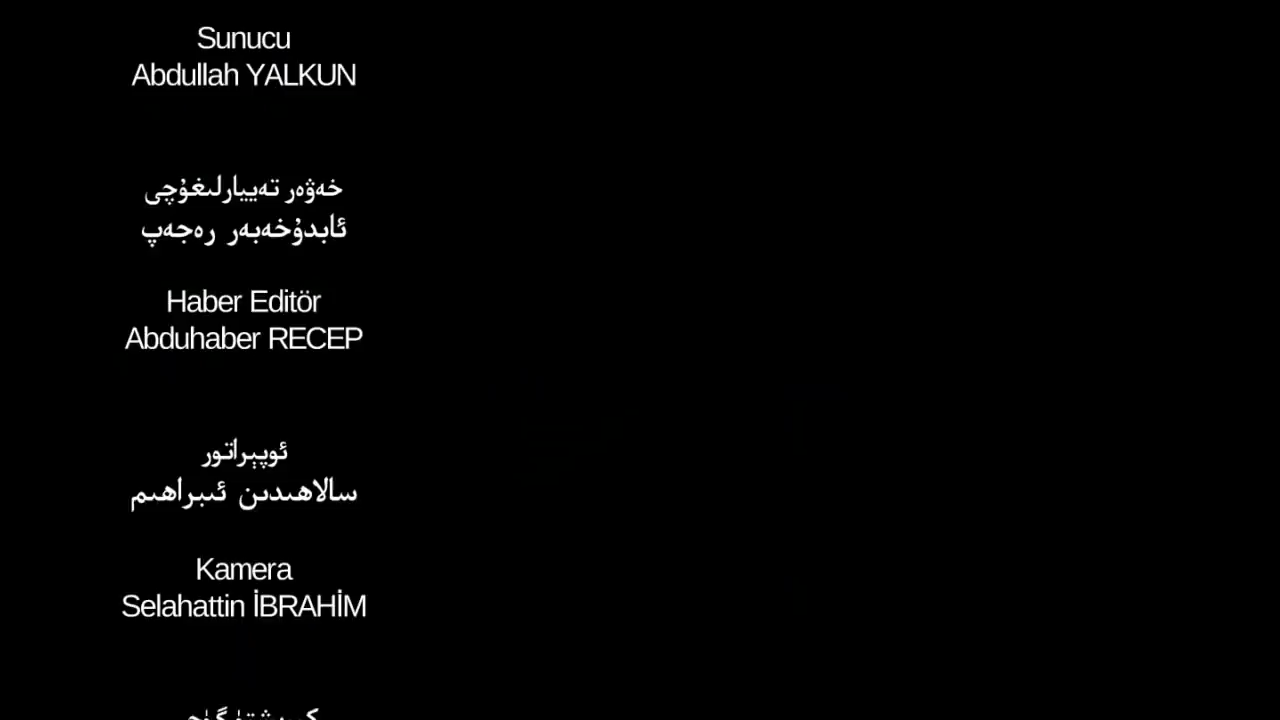 Sunucu
Abdullah YALKUN
خەۋەر تەييارلىغۇچى
ئابدۇخەبەر رەجەپ
Haber Editör
Abduhaber RECEP
ئوپېراتور
سالاھىدىن ئىبراھىم
Kamera
Selahattin İBRAHİM